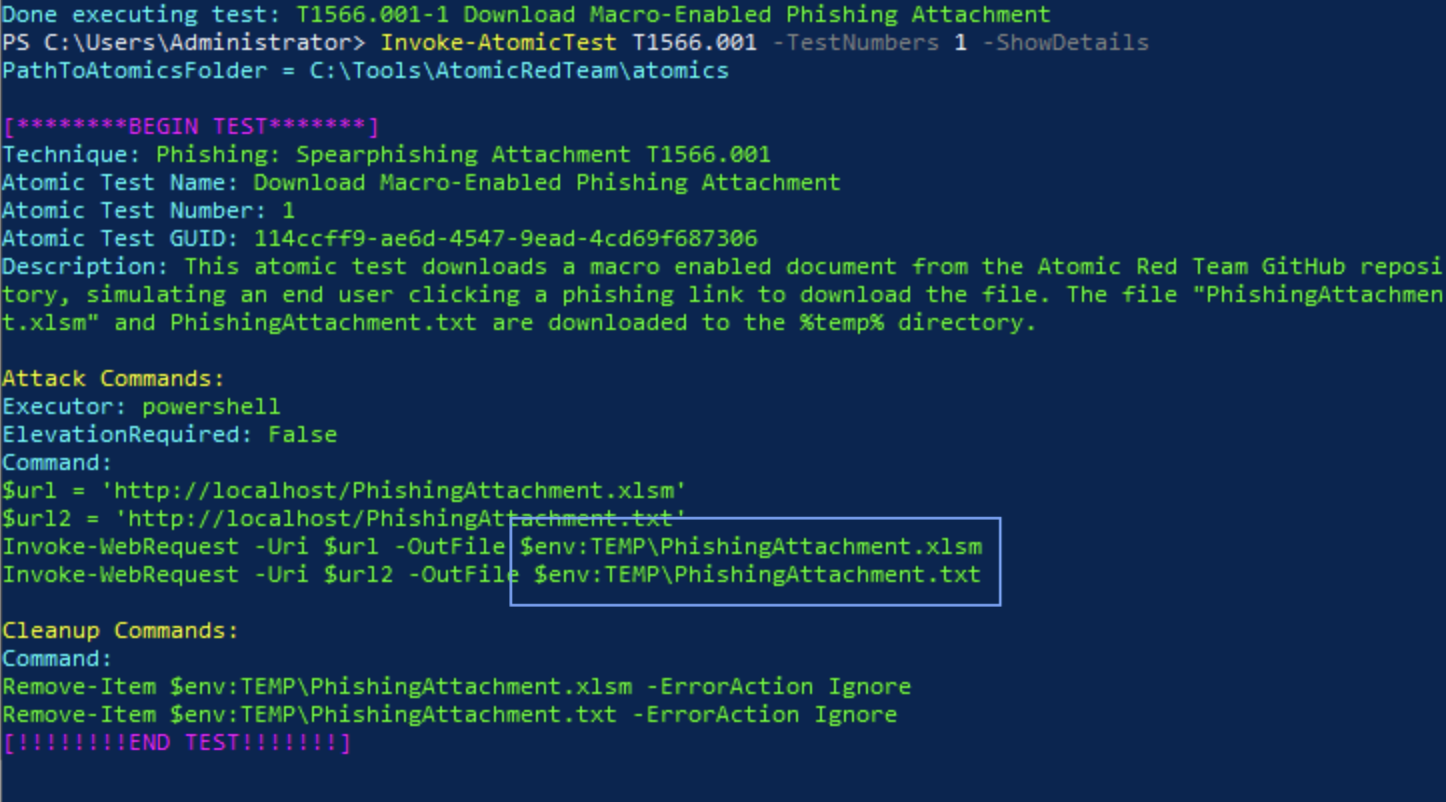 Done executing test: T1566.001-1 Download Macro-Enabled Phishing Attachment
PS C:\Users\Administrator> Invoke-AtomicTest T1566.001 -TestNumbers 1 -ShowDetails
PathToAtomicsFolder = C:\Tools\AtomicRedTeam\atomics
[********BEGIN TEST*******]
Technique: Phishing: Spearphishing Attachment T1566.001
Atomic Test Name: Download Macro-Enabled Phishing Attachment
Atomic Test Number: 1
Atomic Test GUID: 114ccff9-ae6d-4547-9ead-4cd69f687306
Description: This atomic test downloads a macro enabled document from the Atomic Red Team GitHub reposi
tory, simulating an end user clicking a phishing link to download the file. The file "PhishingAttachmen
t.xlsm" and PhishingAttachment.txt are downloaded to the %temp% directory.
Attack Commands:
Executor: powershell
ElevationRequired: False
Command:
$url = 'http://localhost/PhishingAttachment.xlsm'
$url2 = 'http://localhost/PhishingAttachment.txt'
Invoke-WebRequest -Uri $url -OutFile $env:TEMP\PhishingAttachment.xlsm
Invoke-WebRequest -Uri $url2 -OutFile $env:TEMP\PhishingAttachment.txt
Cleanup Commands:
Command:
Remove-Item $env:TEMP\PhishingAttachment.xlsm -ErrorAction Ignore
Remove-Item $env:TEMP\PhishingAttachment.txt -ErrorAction Ignore
[!!!!!!!!END TEST!!!!!!!]